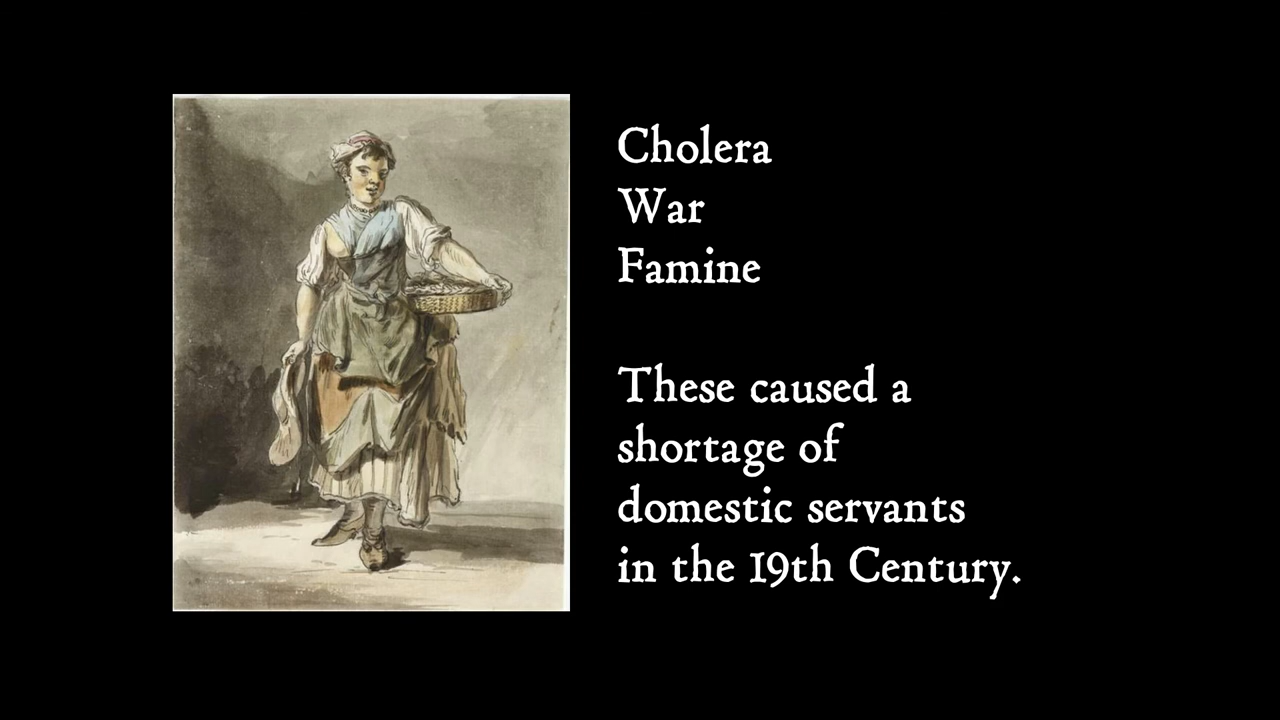 Cholera
War
Famine
These caused a
shortage of
domestic servants
in the 19th Century.